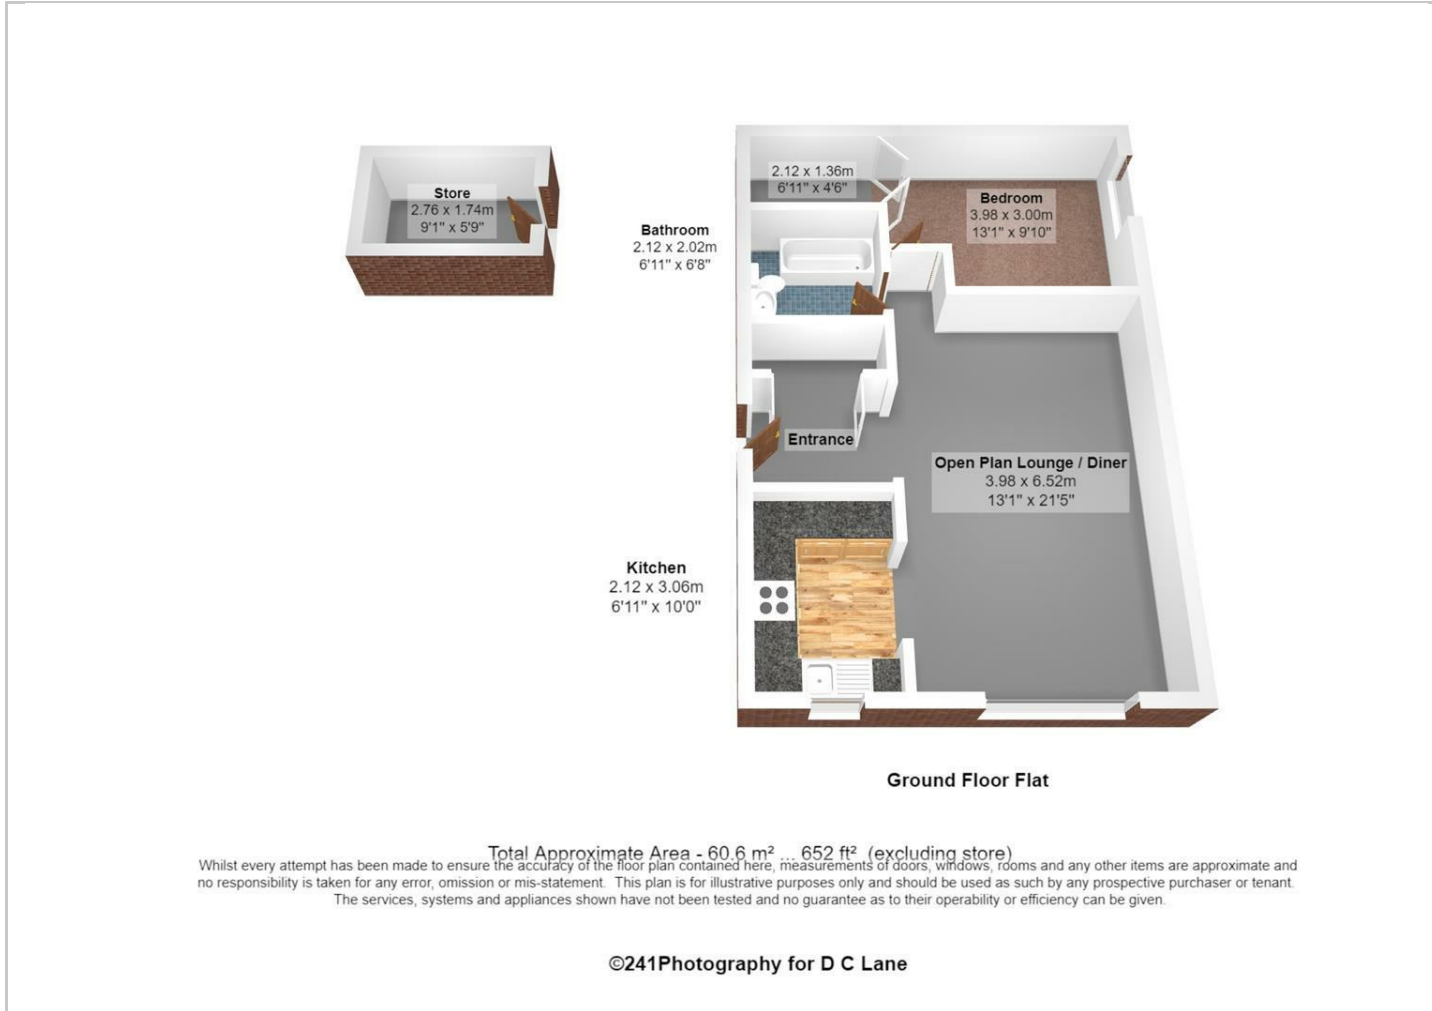 Store
2.76 x 1.74m
9'1" x 5'9"
2.12 x 1.36m
6'11" x 4'6"
Bedroom
3.98 x 3.00m
13'1" x 9'10"
Bathroom
2.12 x 2.02m
6'11" x 6'8"
Entrance
Open Plan Lounge / Diner
3.98 x 6.52m
13'1" x 21'5"
Kitchen
2.12 x 3.06m
6'11" x 10'0"
Ground Floor Flat
Total Approximate Area - 60.6 m² ... 652 ft² (excluding store)
Whilst every attempt has been made to ensure the accuracy of the floor plan contained here, measurements of doors, windows, rooms and any other items are approximate and
no responsibility is taken for any error, omission or mis-statement. This plan is for illustrative purposes only and should be used as such by any prospective purchaser or tenant.
The services, systems and appliances shown have not been tested and no guarantee as to their operability or efficiency can be given.
©241Photography for D C Lane